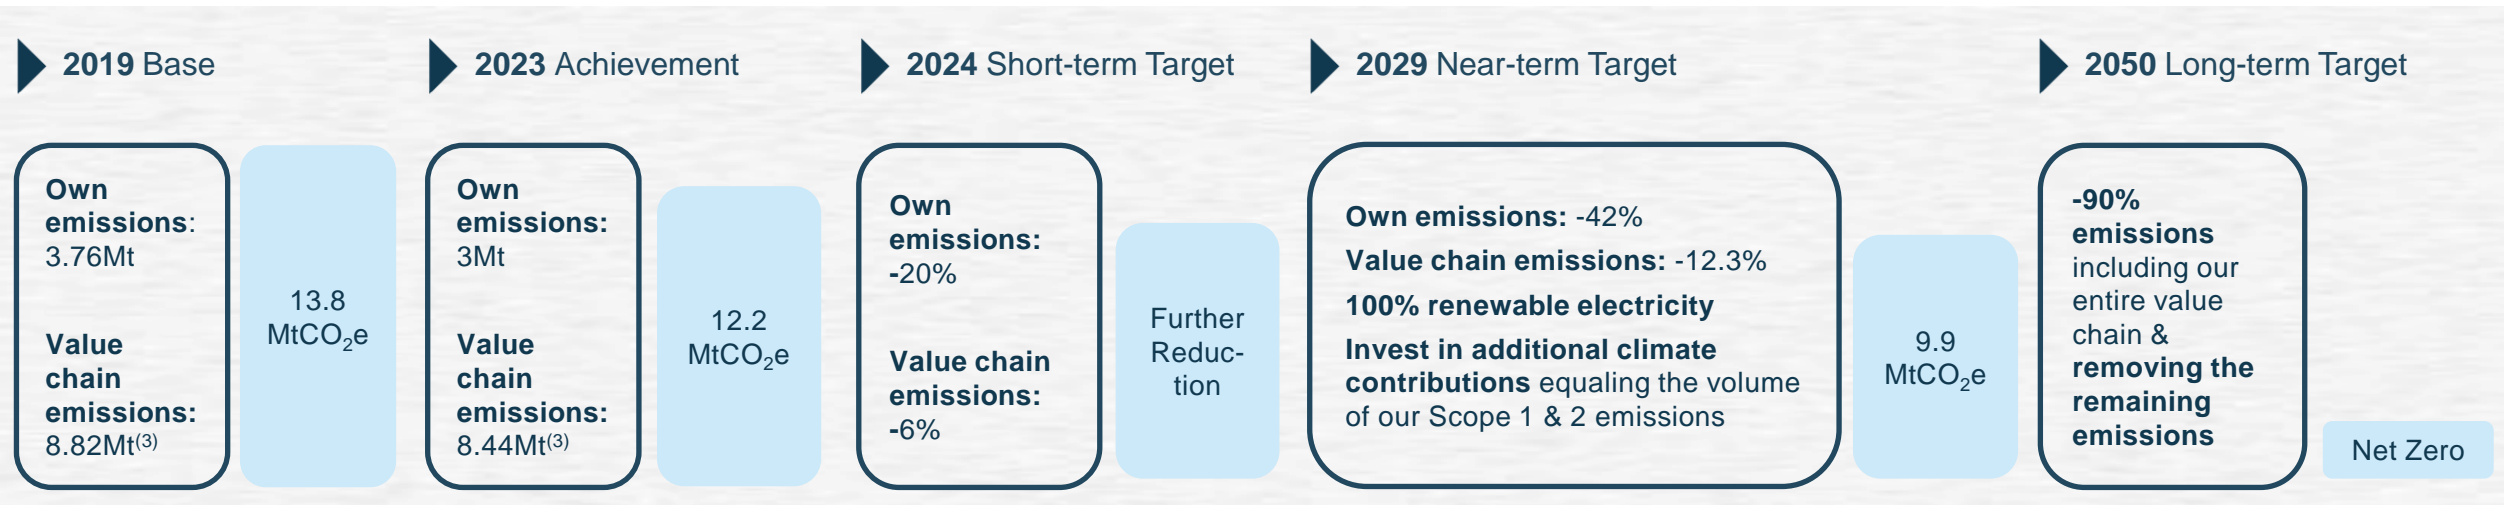 2019 Base
Own
emissions:
3.76Mt
Value
chain
emissions:
8.82Mt(3)
13.8
MtCO2e
2023 Achievement
Own
emissions:
3Mt
Value
chain
emissions:
8.44Mt(3)
12.2
MtCO2e
2024 Short-term Target
Own
emissions:
-20%
Value chain
emissions:
-6%
Further
Reduc-
tion
2029 Near-term Target
Own emissions: -42%
Value chain emissions: -12.3%
100% renewable electricity
Invest in additional climate
contributions equaling the volume
of our Scope 1 & 2 emissions
9.9
MtCO2e
2050 Long-term Target
-90%
emissions
including our
entire value
chain &
removing the
remaining
emissions
Net Zero